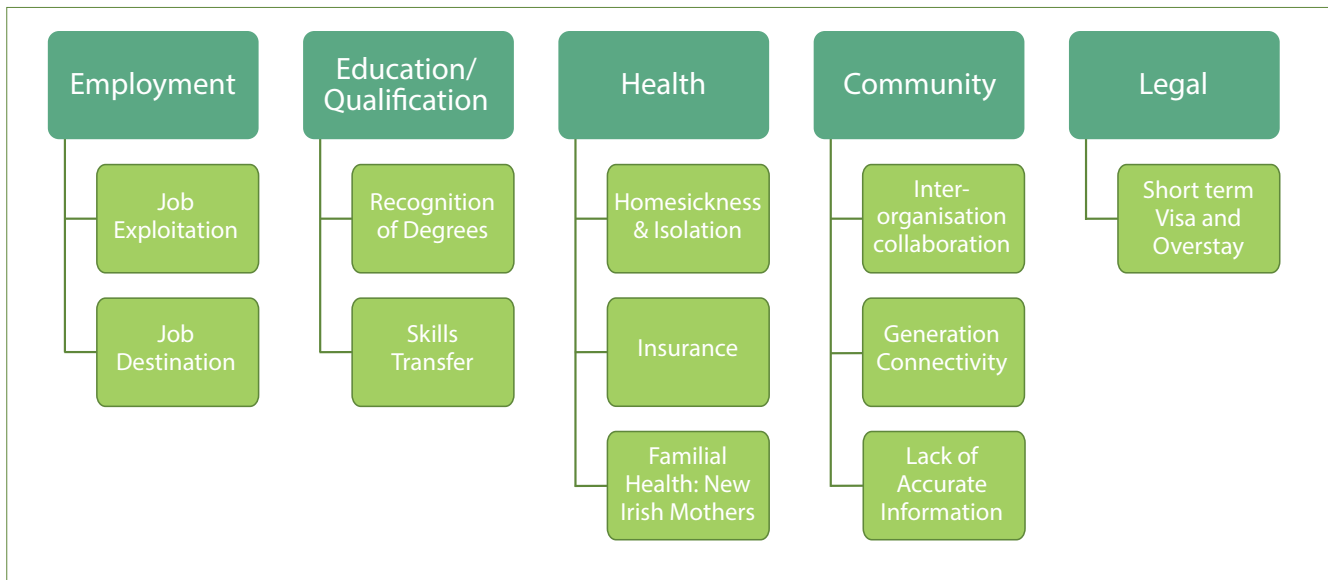 Employment
Job
Exploitation
Job
Destination
Education/
Qualification
Recognition
of Degrees
Skills
Transfer
Health
Homesickness
& Isolation
Insurance
Familial
Health: New
Irish Mothers
Community
Inter-
organisation
collaboration
Generation
Connectivity
Lack of
Accurate
Information
Legal
Short term
Visa and
Overstay